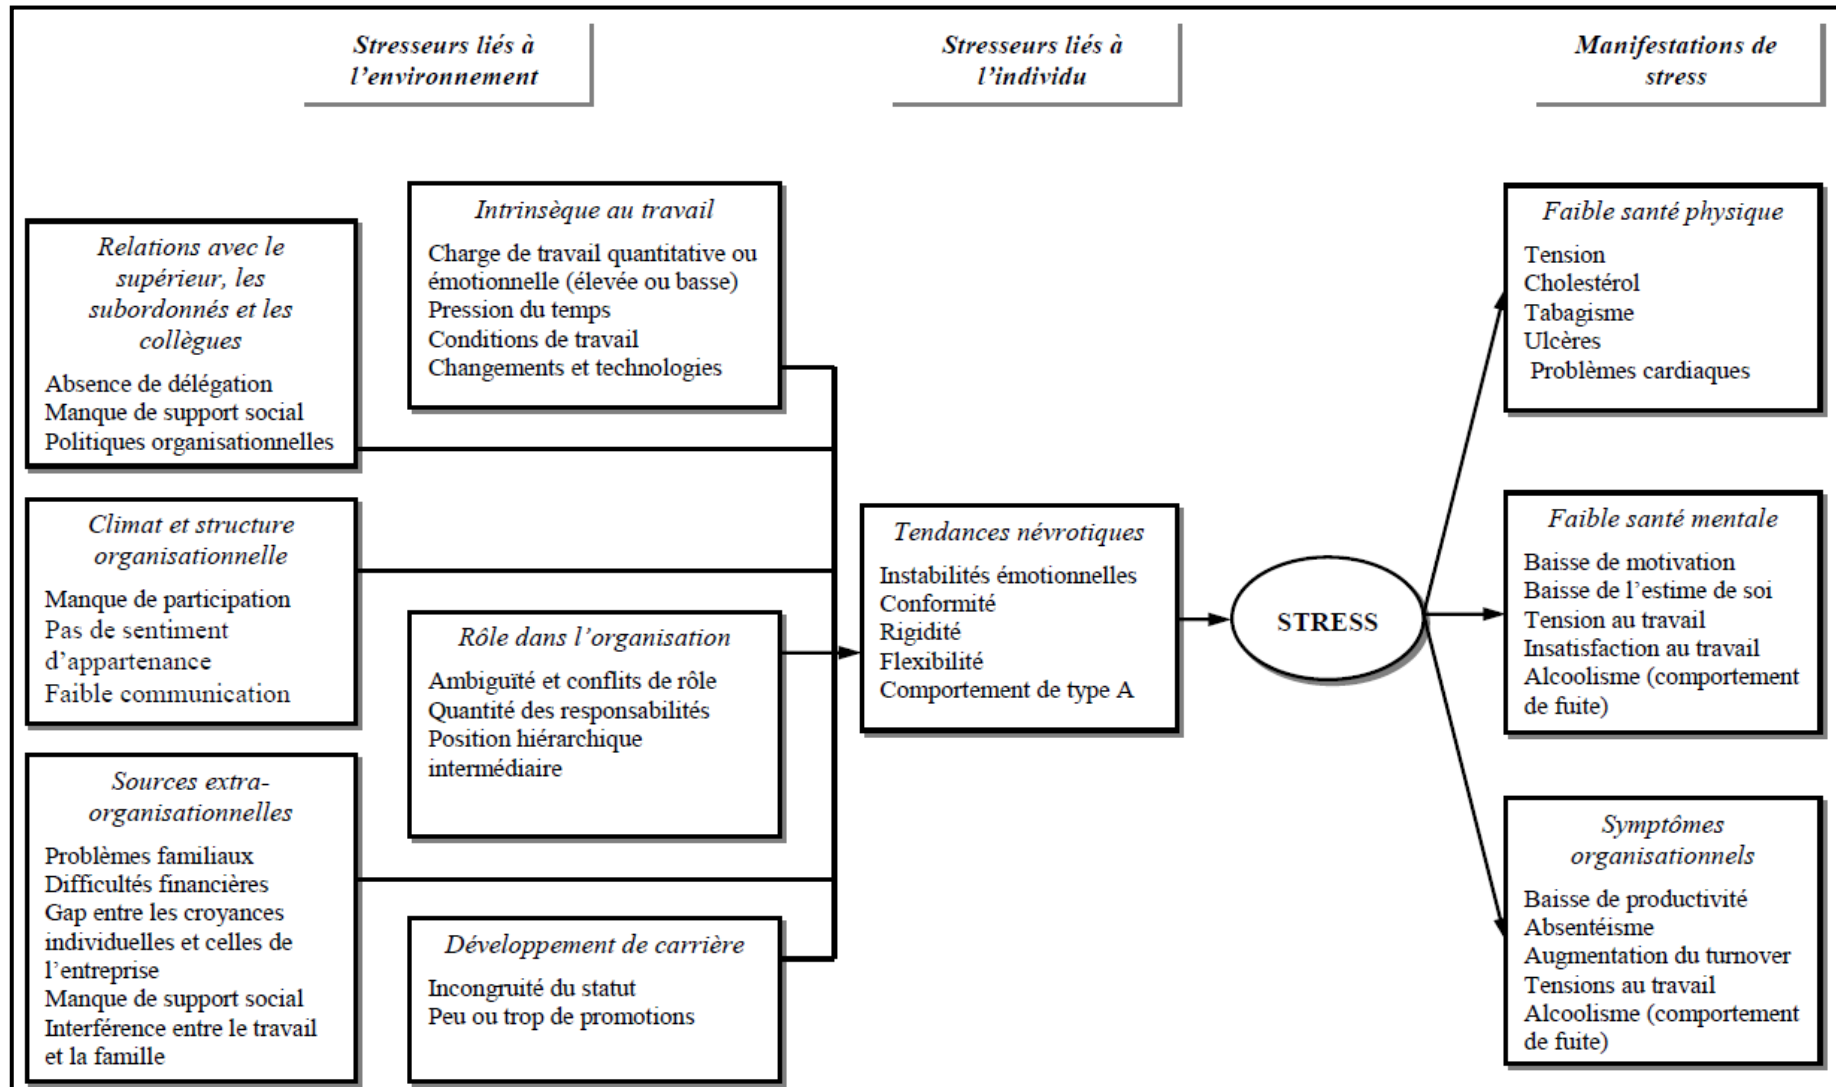 Stresseurs liés à
l'environnement
Stresseurs liés à
l'individu
Manifestations de
stress
Relations avec le
supérieur, les
subordonnés et les
collègues
Absence de délégation
Manque de support social
Politiques organisationnelles
Climat et structure
organisationnelle
Manque de participation
Pas de sentiment
d'appartenance
Faible communication
Sources extra-
organisationnelles
Problèmes familiaux
Difficultés financières
Gap entre les croyances
individuelles et celles de
l'entreprise
Manque de support social
Interférence entre le travail
et la famille
Intrinsèque au travail
Charge de travail quantitative ou
émotionnelle (élevée ou basse)
Pression du temps
Conditions de travail
Changements et technologies
Rôle dans l'organisation
Ambiguïté et conflits de rôle
Quantité des responsabilités
Position hiérarchique
intermédiaire
Développement de carrière
Incongruité du statut
Peu ou trop de promotions
Tendances névrotiques
Instabilités émotionnelles
Conformité
Rigidité
Flexibilité
Comportement de type A
STRESS
Faible santé physique
Tension
Cholestérol
Tabagisme
Ulcères
Problèmes cardiaques
Faible santé mentale
Baisse de motivation
Baisse de l'estime de soi
Tension au travail
Insatisfaction au travail
Alcoolisme (comportement
de fuite)
Symptômes
organisationnels
Baisse de productivité
Absentéisme
Augmentation du turnover
Tensions au travail
Alcoolisme (comportement
de fuite)